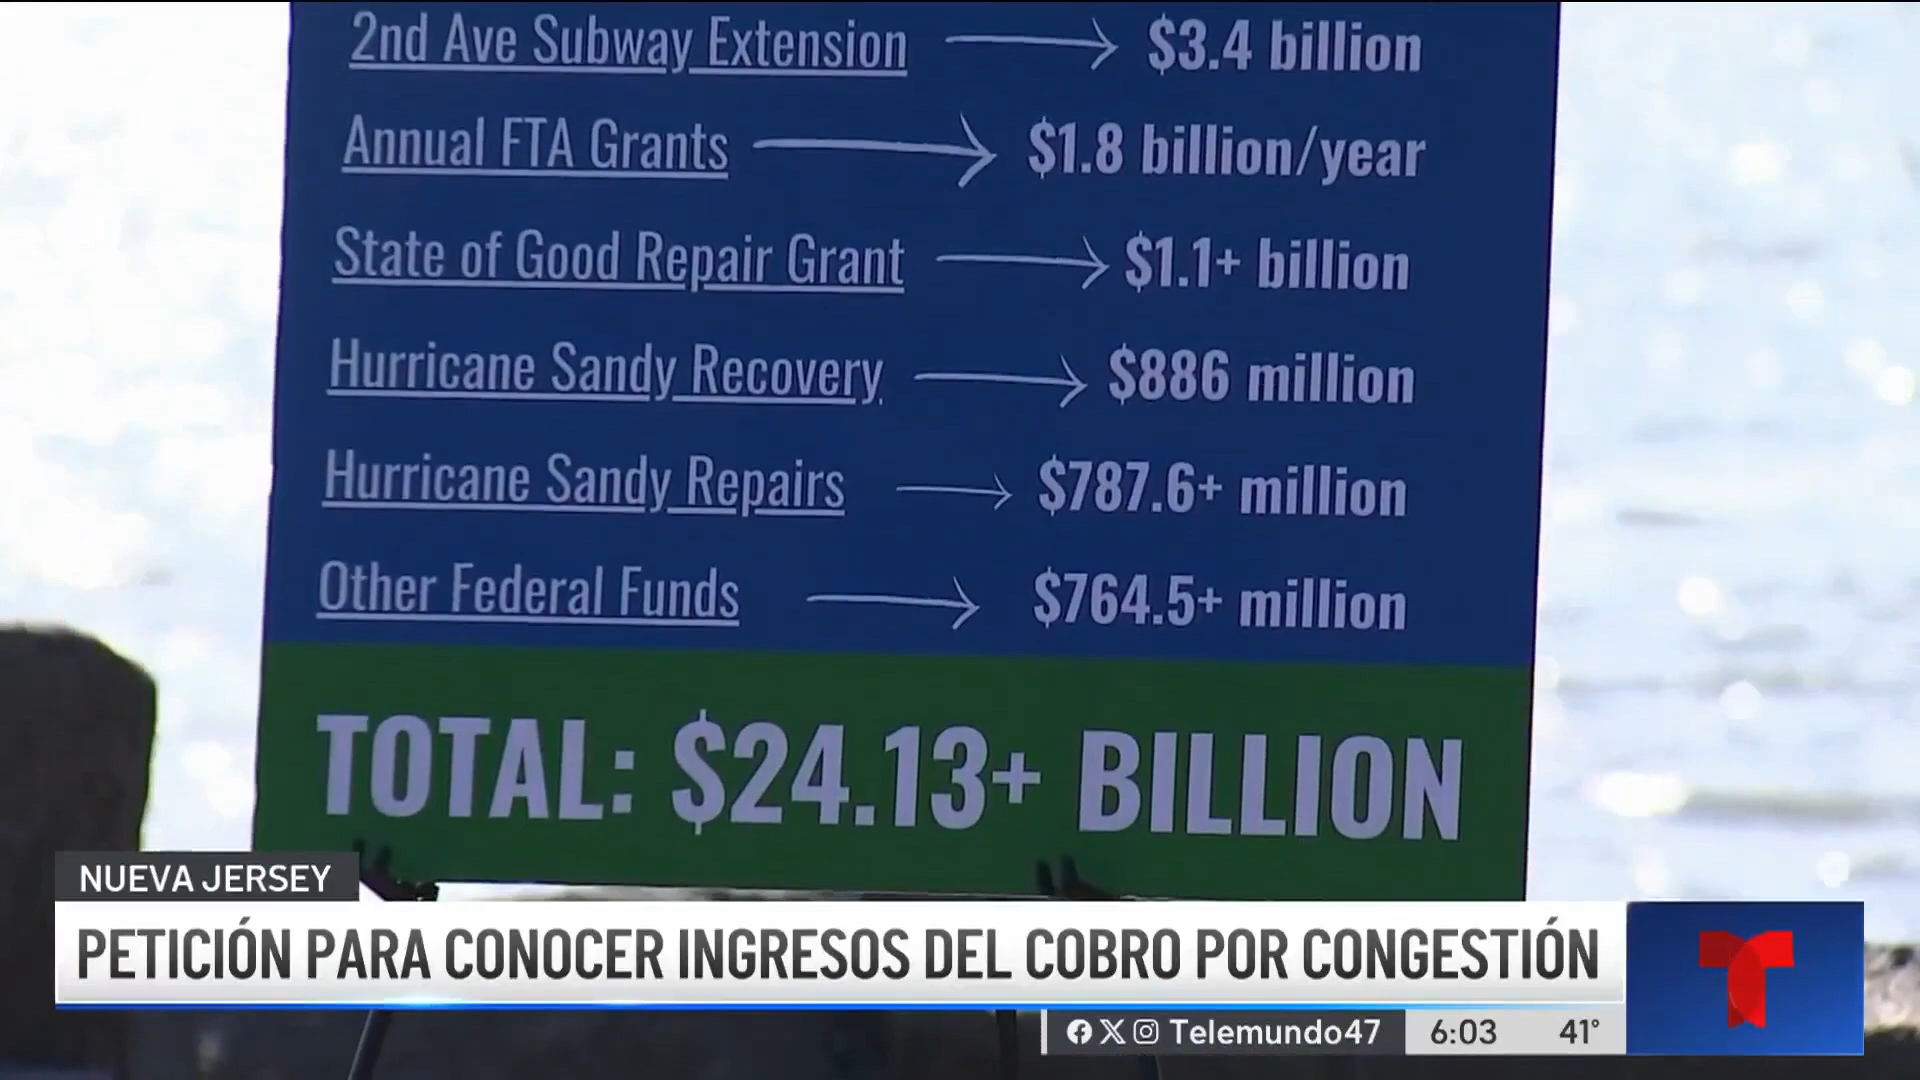 2nd Ave Subway Extension $3.4 billion
Annual FTA Grants $1.8 billion/year
State of Good Repair Grant $1.1+ billion
Hurricane Sandy Recovery $886 million
Hurricane Sandy Repairs $787.6+ million
Other Federal Funds $764.5+ million
TOTAL: $24.13+ BILLION
NUEVA JERSEY
PETICIÓN PARA CONOCER INGRESOS DEL COBRO POR CONGESTIÓN
Telemundo47 6:03 41°